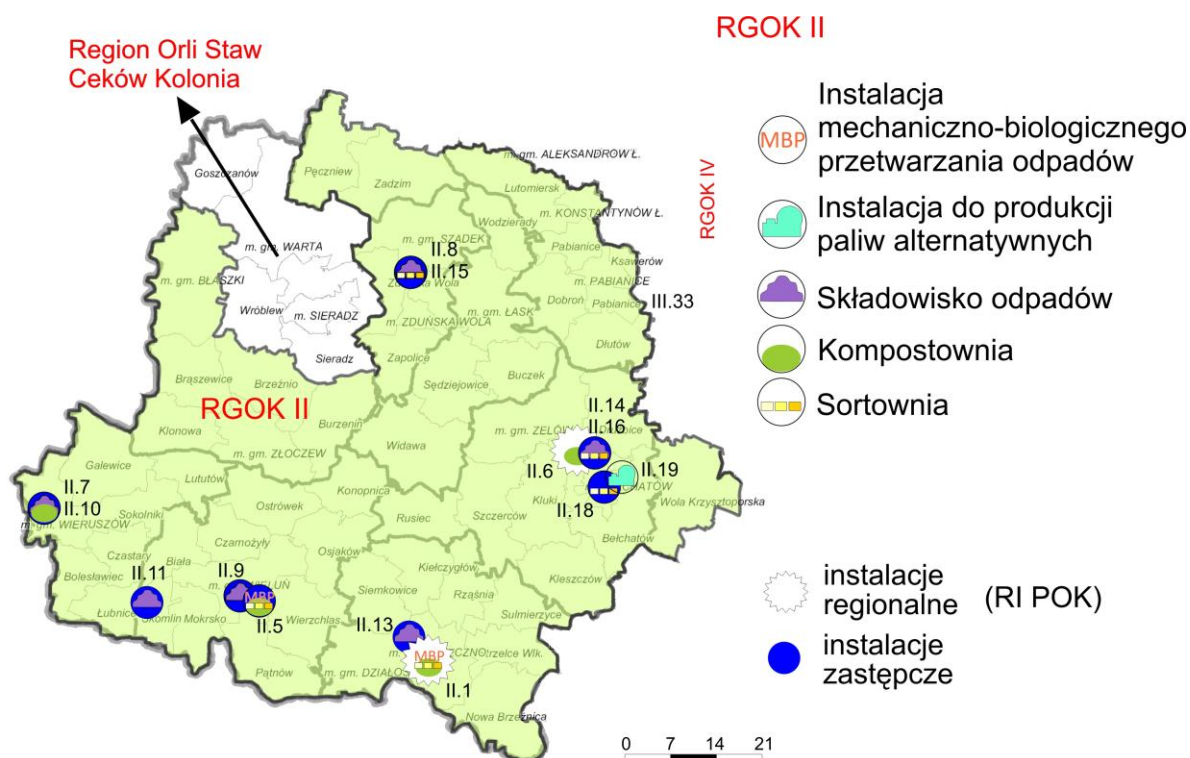 RGOK II
Region Orli Staw
Ceków Kolonia
Instalacja
mechaniczno-biologicznego
przetwarzania odpadów
MBP
Instalacja do produkcji
paliw alternatywnych
Składowisko odpadów
Kompostownia
Sortownia
instalacje
regionalne
(RI POK)
instalacje
zastępcze
RGOK IV
Goszczanów
Pęczniew
m. gm. ALEKSANDRÓW Ł.
Zadzim
Lutomiersk
m. KONSTANTYNÓW Ł.
Wodzierady
m. gm. WARTA
m. gm. SZADEK
Pabianice
II.8
Ksawerów
II.15
m. gm. BŁASZKI
Wola
m. PABIANICE
Dobroń
Pabianice
III.33
Wróblew
m. SIERADZ
m. ZDUŃSKA WOLA
m. gm. ŁASK
Sieradz
Zapolice
Dłutów
Buczek
Brąszewice
Brzeźnio
Sędziejowice
RGOK II
II.14
Klonowa
Burzenin
Widawa
m. gm. ZELÓW
II.16
m. gm. ZŁOCZEW
Galewice
Lututów
II.6
II.19
II.7
Konopnica
Kluki
II.10
Sokolniki
Ostrówek
Rusiec
Szczerców
II.18
Wola Krzysztoporska
m. gm. WIERUSZÓW
Czarnożyły
Bełchatów
Czastary
Biała
Osjaków
Bolesławiec
II.11
II.9
Kiełczygłów
Siemkowice
Kleszczów
MBP
Rząśnia
Łubnice
Skomlin
Mokrsko
II.5
Wierzchlas
II.13
Sulmierzyce
MBP
Pątnów
II.1
Nowa Brzeźnica
0 7 14 21